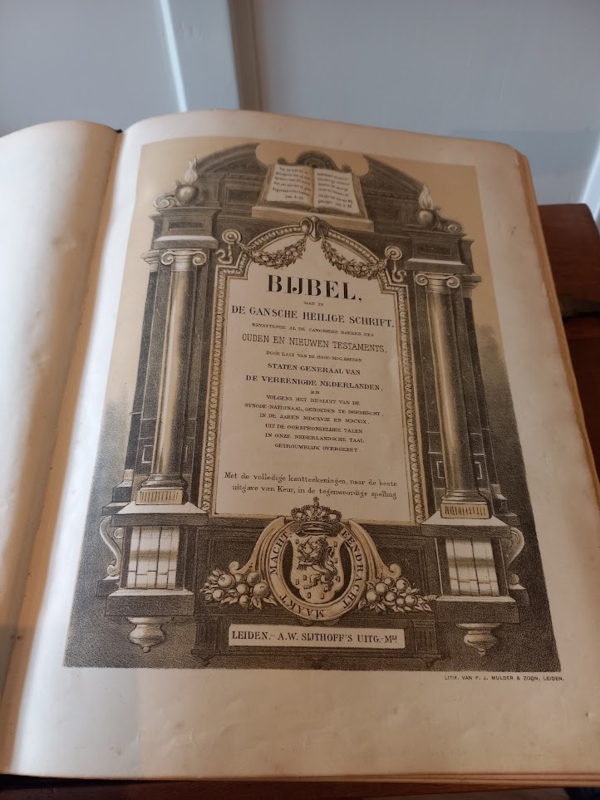 BIJBEL,
DAT IS
DE GANSCHE HEILIGE SCHRIFT,
BEVATTENDE AL DE CANONIEKE BOEKEN DES
OUDEN EN NIEUWEN TESTAMENTS,
DOOR LAST VAN DE HOOG-MOGENDE
STATEN-GENERAAL VAN
DE VEREENIGDE NEDERLANDEN,
EN
VOLGENS HET BESLUIT VAN DE
SYNODE-NATIONAAL, GEHOUDEN TE DORDRECHT,
IN DE JAREN MDCXVIII EN MDCXIX,
UIT DE OORSPRONKELIJKE TALEN
IN ONZE NEDERLANDSCHE TAAL
GETROUWELIJK OVERGEZET.
Met de volledige kantteekeningen, naar de beste
uitgave van Keur, in de tegenwoordige spelling
EENDRACHT MAAKT MACHT
LEIDEN.- A.W. SIJTHOFF'S UITG.-MIJ
LITH. VAN P. J. MULDER & ZOON, LEIDEN.